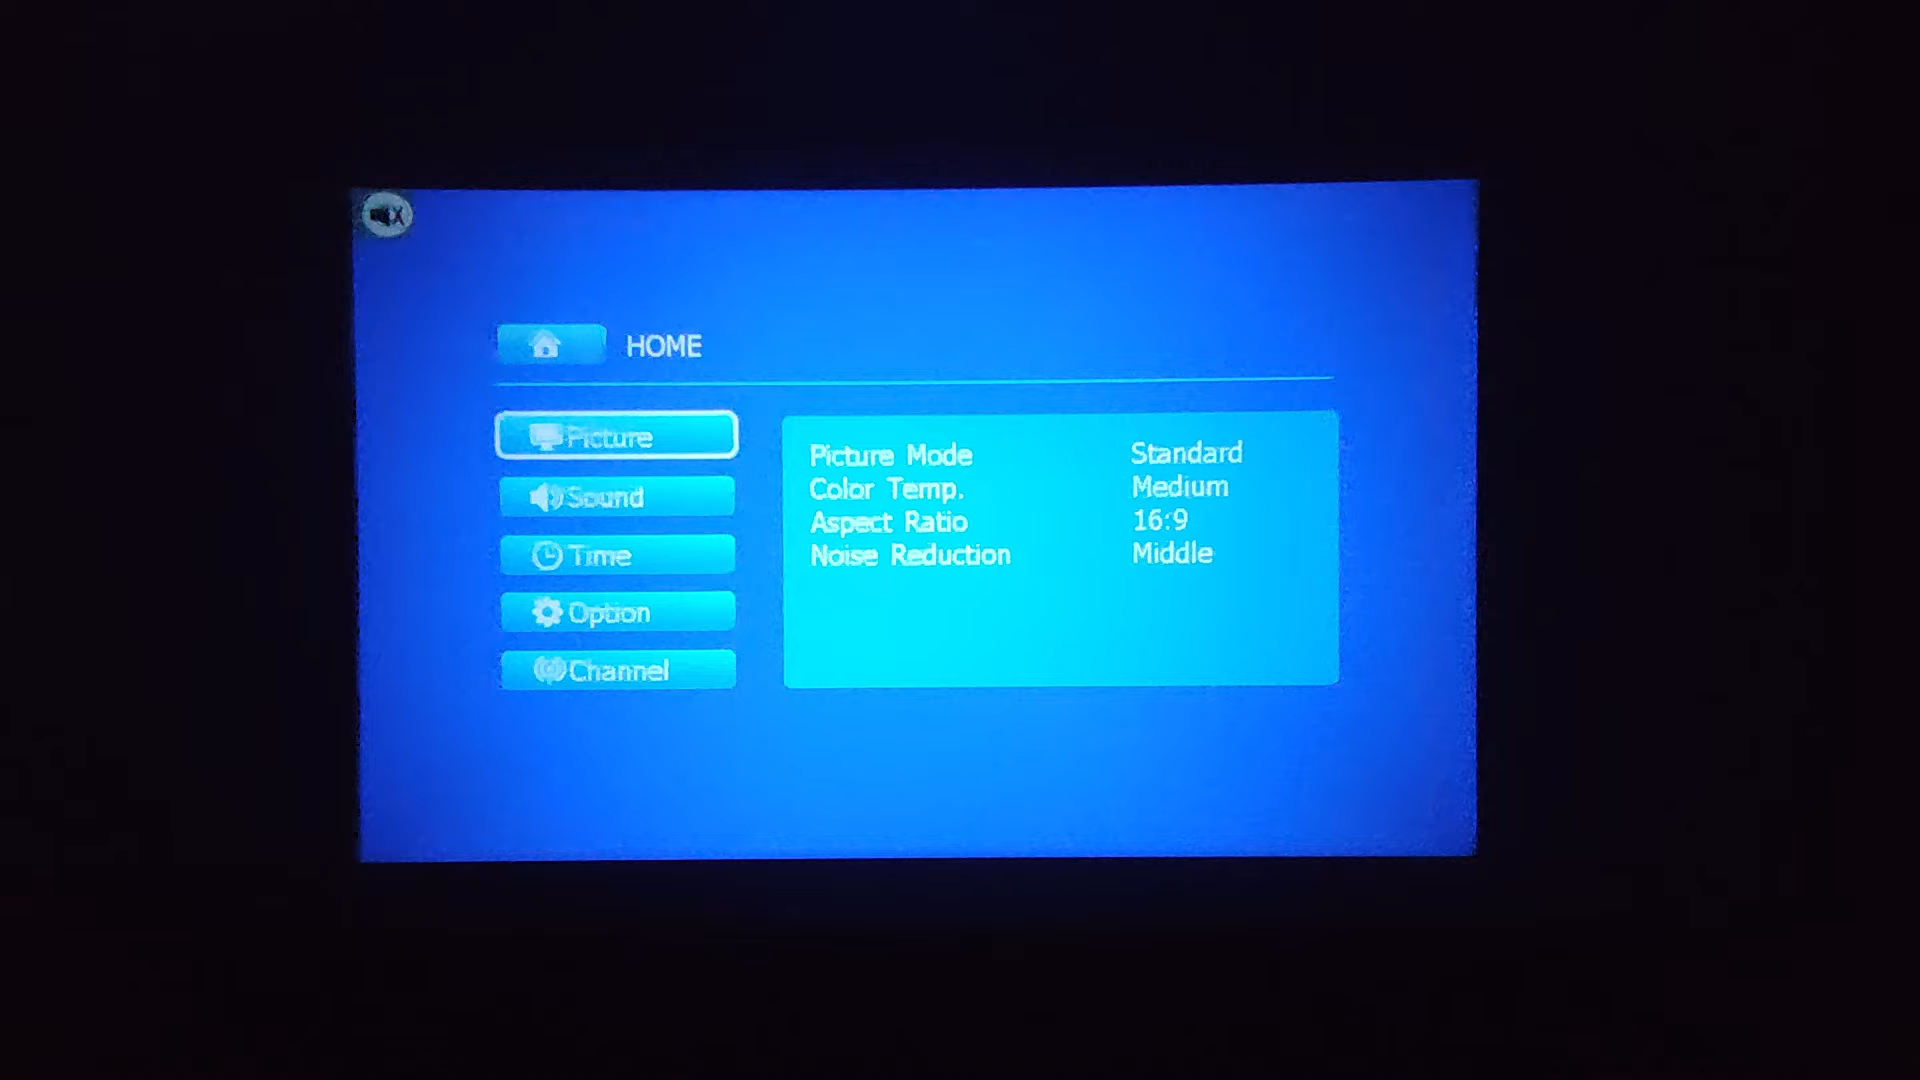 HOME
Picture
Sound
Time
Option
Channel
Picture Mode Standard
Color Temp. Medium
Aspect Ratio 16:9
Noise Reduction Middle